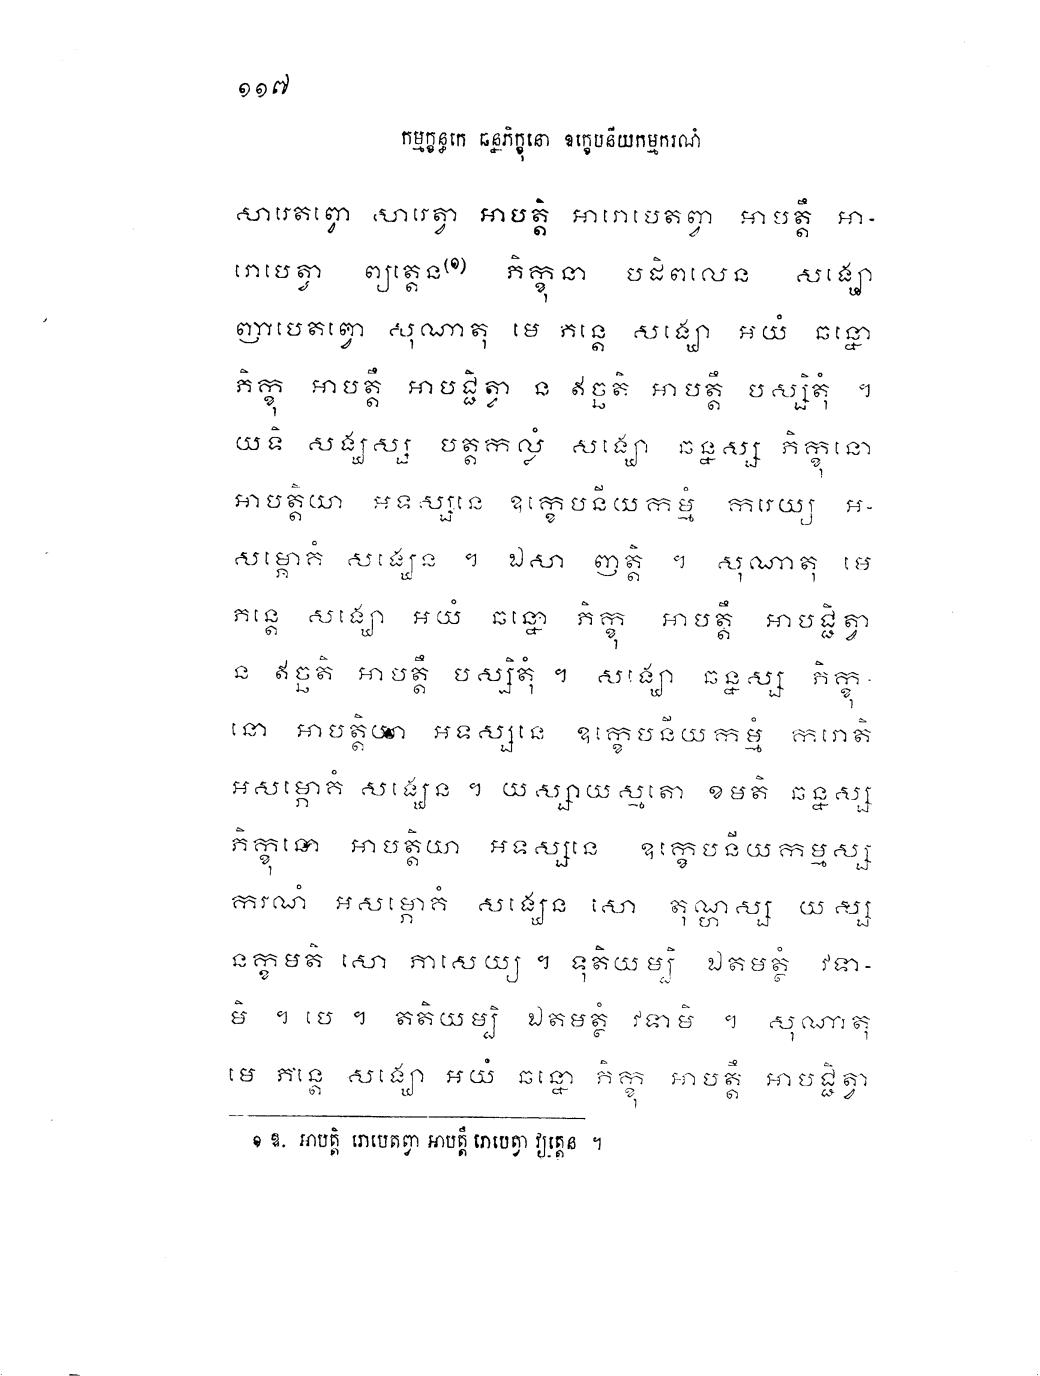 ១១៧
កម្មក្ខន្ធកេ ឆន្នភិក្ខុនោ ឧក្ខេបនីយកម្មករណំ
សារេតព្វោ សារេត្វា អាបត្តិ អារោបេតព្វា អាបត្តឹ អា-
រោបេត្វា ព្យត្តេន(១) ភិក្ខុនា បដិពលេន សង្ឃោ
ញាបេតព្វោ សុណាតុ មេ ភន្តេ សង្ឃោ អយំ ឆន្នោ
ភិក្ខុ អាបត្តឹ អាបជ្ជិត្វា ន ឥច្ឆតិ អាបត្តឹ បស្សិតុំ ។
យទិ សង្ឃស្ស បត្តកល្លំ សង្ឃោ ឆន្នស្ស ភិក្ខុនោ
អាបត្តិយា អទស្សនេ ឧក្ខេបនីយកម្មំ ករេយ្យ អ-
សម្ភោគំ សង្ឃេន ។ ឯសា ញត្តិ ។ សុណាតុ មេ
ភន្តេ សង្ឃោ អយំ ឆន្នោ ភិក្ខុ អាបត្តឹ អាបជ្ជិត្វា
ន ឥច្ឆតិ អាបត្តឹ បស្សិតុំ ។ សង្ឃោ ឆន្នស្ស ភិក្ខុ-
នោ អាបត្តិយា អទស្សនេ ឧក្ខេបនីយកម្មំ ករោតិ
អសម្ភោគំ សង្ឃេន ។ យស្សាយស្មតោ ខមតិ ឆន្នស្ស
ភិក្ខុនោ អាបត្តិយា អទស្សនេ ឧក្ខេបនីយកម្មស្ស
ករណំ អសម្ភោគំ សង្ឃេន សោ តុណ្ហស្ស យស្ស
នក្ខមតិ សោ ភាសេយ្យ ។ ទុតិយម្បិ ឯតមត្ថំ វទា-
មិ ។ បេ ។ តតិយម្បិ ឯតមត្ថំ វទាមិ ។ សុណាតុ
មេ ភន្តេ សង្ឃោ អយំ ឆន្នោ ភិក្ខុ អាបត្តឹ អាបជ្ជិត្វា
១ ឱ. អាបត្តិ រោបេតព្វា អាបត្តឹ រោបេត្វា វ្យត្តេន ។